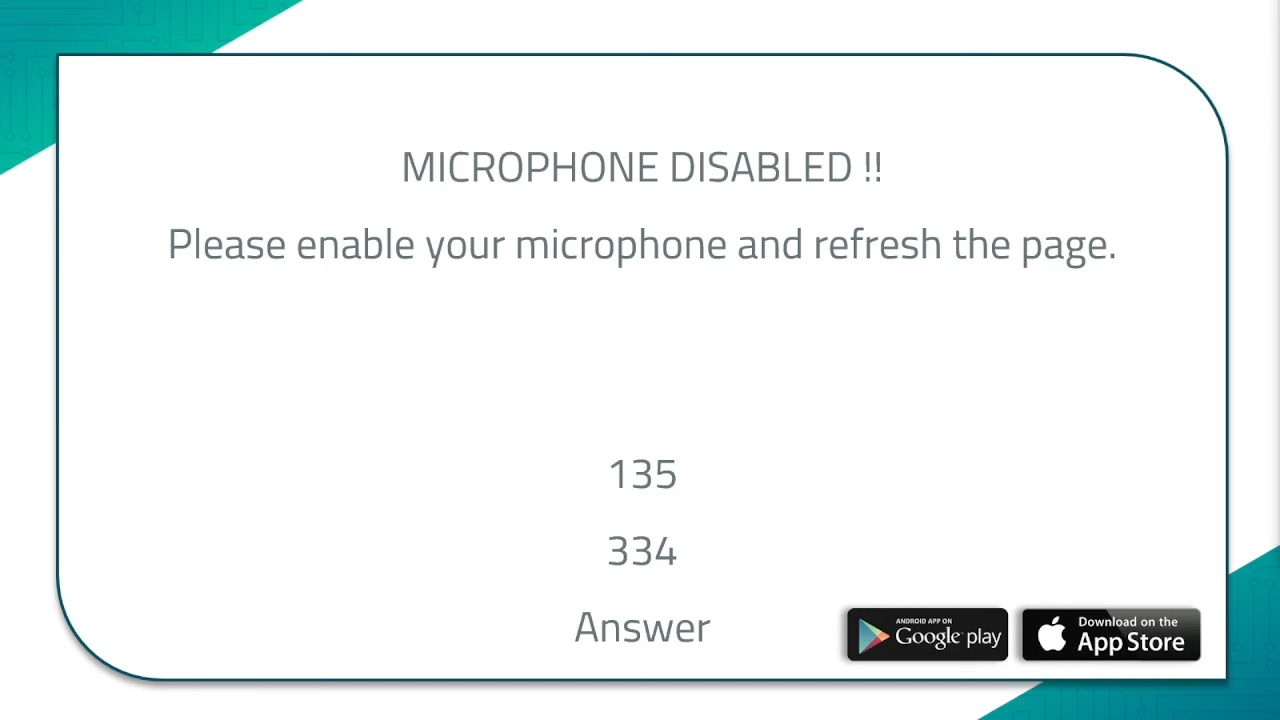 MICROPHONE DISABLED !!
Please enable your microphone and refresh the page.
135
334
Answer
ANDROID APP ON
Google play
Download on the
App Store